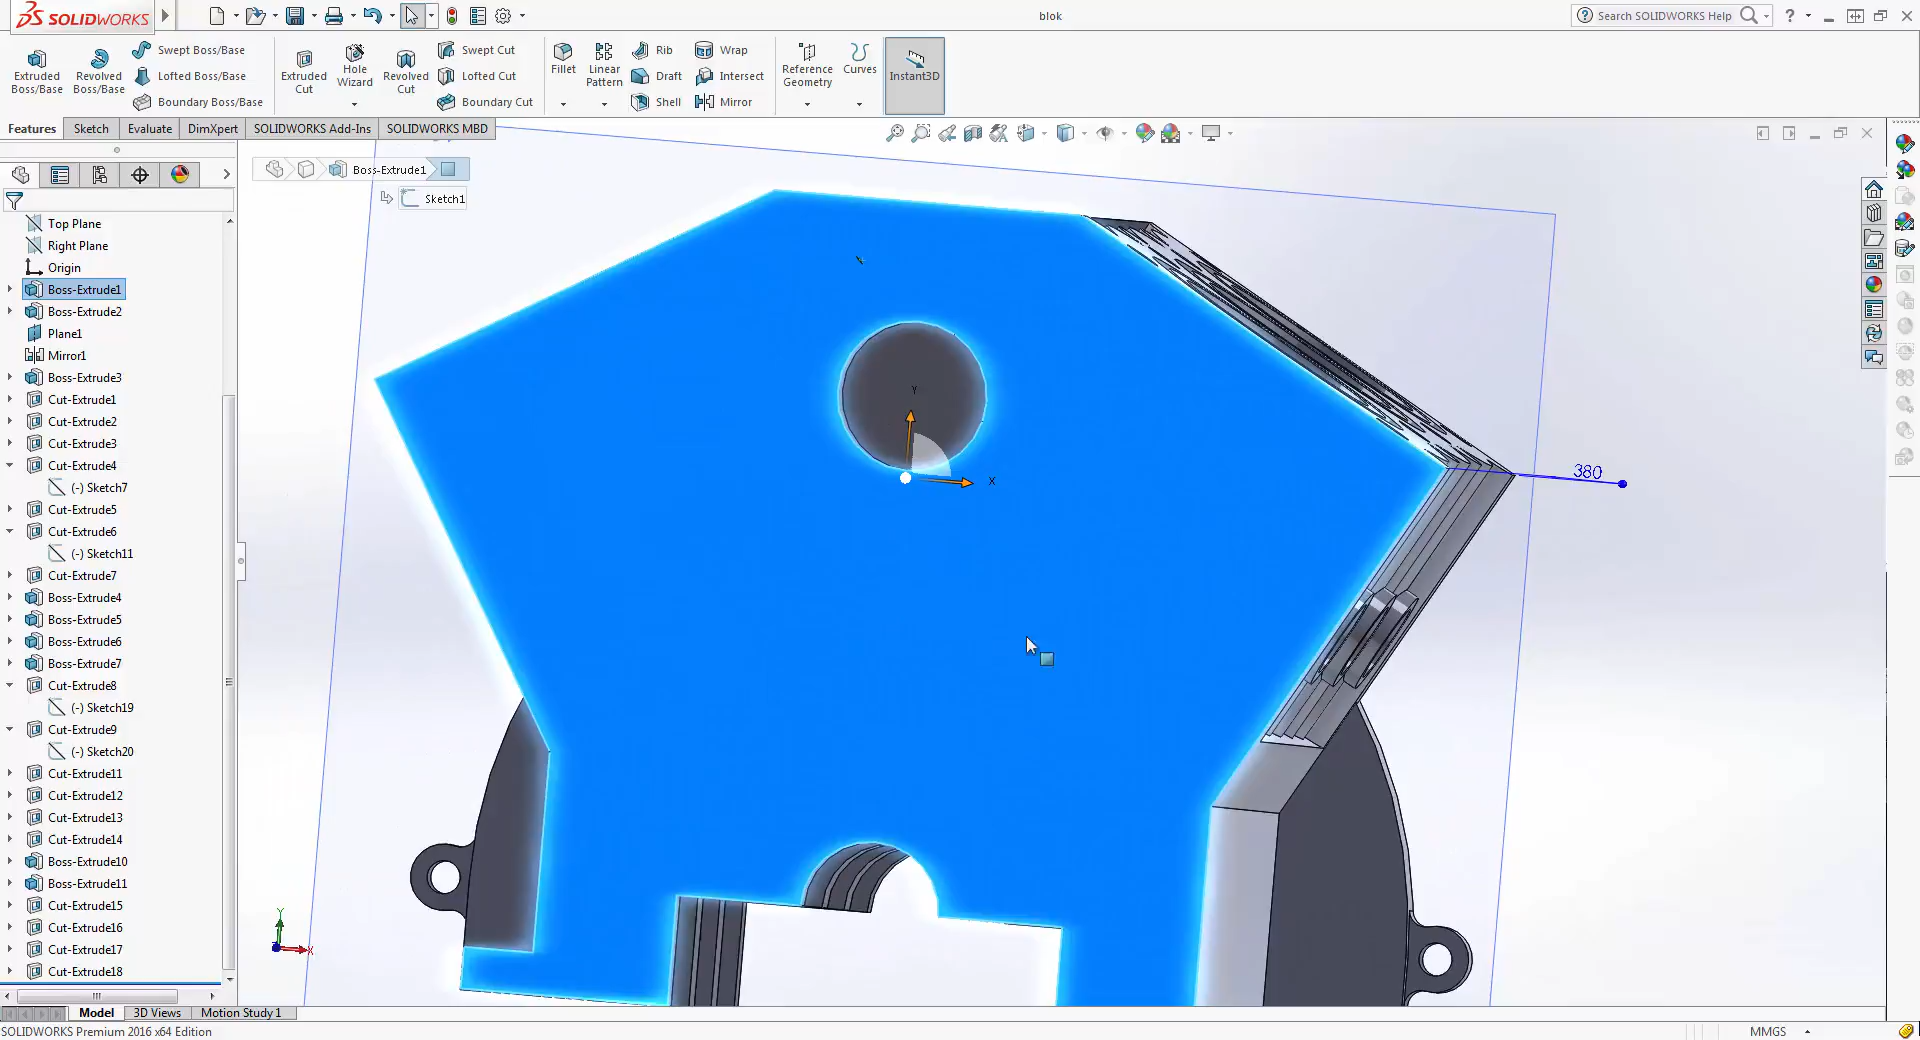 SOLIDWORKS
blok
Search SOLIDWORKS Help
Extruded Boss/Base
Revolved Boss/Base
Swept Boss/Base
Lofted Boss/Base
Boundary Boss/Base
Extruded Cut
Hole Wizard
Revolved Cut
Swept Cut
Lofted Cut
Boundary Cut
Fillet
Linear Pattern
Rib
Draft
Shell
Wrap
Intersect
Mirror
Reference Geometry
Curves
Instant3D
Features
Sketch
Evaluate
DimXpert
SOLIDWORKS Add-Ins
SOLIDWORKS MBD
Boss-Extrude1
Sketch1
Top Plane
Right Plane
Origin
Boss-Extrude1
Boss-Extrude2
Plane1
Mirror1
Boss-Extrude3
Cut-Extrude1
Cut-Extrude2
Cut-Extrude3
Cut-Extrude4
(-) Sketch7
Cut-Extrude5
Cut-Extrude6
(-) Sketch11
Cut-Extrude7
Boss-Extrude4
Boss-Extrude5
Boss-Extrude6
Boss-Extrude7
Cut-Extrude8
(-) Sketch19
Cut-Extrude9
(-) Sketch20
Cut-Extrude11
Cut-Extrude12
Cut-Extrude13
Cut-Extrude14
Boss-Extrude10
Boss-Extrude11
Cut-Extrude15
Cut-Extrude16
Cut-Extrude17
Cut-Extrude18
Y
X
380
Y
X
Model
3D Views
Motion Study 1
SOLIDWORKS Premium 2016 x64 Edition
MMGS